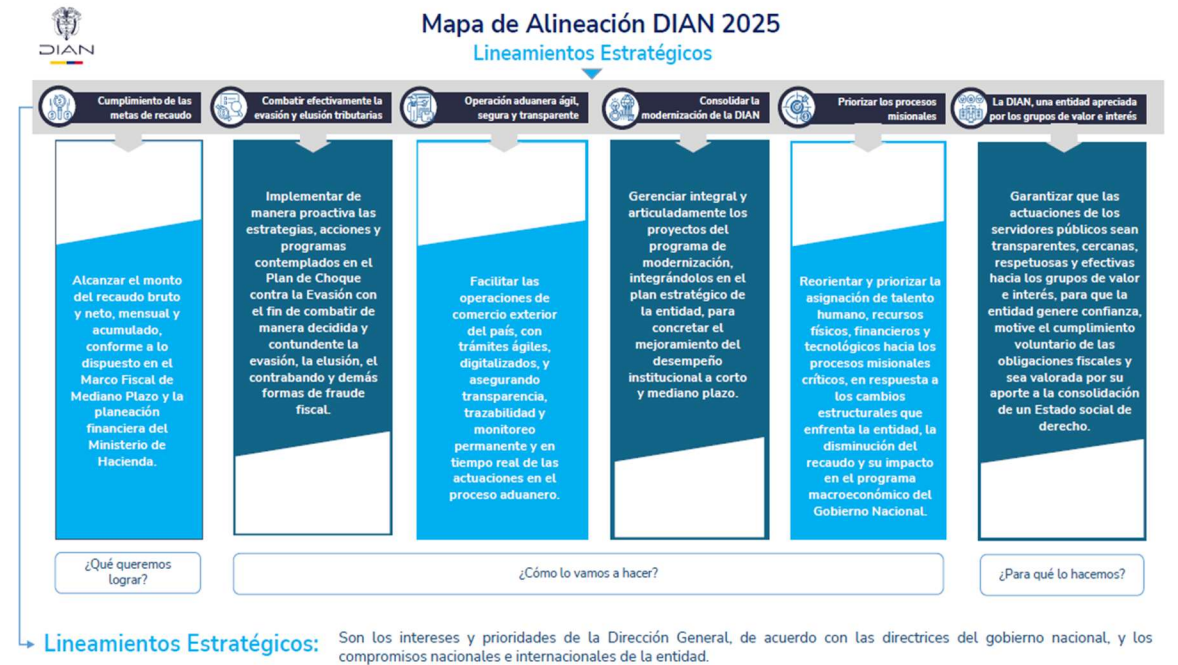 DIAN
Mapa de Alineación DIAN 2025
Lineamientos Estratégicos
Cumplimiento de las
metas de recaudo
Combatir efectivamente la
evasión y elusión tributarias
Operación aduanera ágil,
segura y transparente
Consolidar la
modernización de la DIAN
Priorizar los procesos
misionales
La DIAN, una entidad apreciada
por los grupos de valor e interés
Alcanzar el monto
del recaudo bruto
y neto, mensual y
acumulado,
conforme a lo
dispuesto en el
Marco Fiscal de
Mediano Plazo y la
planeación
financiera del
Ministerio de
Hacienda.
Implementar de
manera proactiva las
estrategias, acciones y
programas
contemplados en el
Plan de Choque
contra la Evasión con
el fin de combatir de
manera decidida y
contundente la
evasión, la elusión, el
contrabando y demás
formas de fraude
fiscal.
Facilitar las
operaciones de
comercio exterior
del país, con
trámites ágiles,
digitalizados, y
asegurando
transparencia,
trazabilidad y
monitoreo
permanente y en
tiempo real de las
actuaciones en el
proceso aduanero.
Gerenciar integral y
articuladamente los
proyectos del
programa de
modernización,
integrándolos en el
plan estratégico de
la entidad, para
concretar el
mejoramiento del
desempeño
institucional a corto
y mediano plazo.
Reorientar y priorizar la
asignación de talento
humano, recursos
físicos, financieros y
tecnológicos hacia los
procesos misionales
críticos, en respuesta a
los cambios
estructurales que
enfrenta la entidad, la
disminución del
recaudo y su impacto
en el programa
macroeconómico del
Gobierno Nacional.
Garantizar que las
actuaciones de los
servidores públicos sean
transparentes, cercanas,
respetuosas y efectivas
hacia los grupos de valor
e interés, para que la
entidad genere confianza,
motive el cumplimiento
voluntario de las
obligaciones fiscales y
sea valorada por su
aporte a la consolidación
de un Estado social de
derecho.
¿Qué queremos
lograr?
¿Cómo lo vamos a hacer?
¿Para qué lo hacemos?
Lineamientos Estratégicos:
Son los intereses y prioridades de la Dirección General, de acuerdo con las directrices del gobierno nacional, y los
compromisos nacionales e internacionales de la entidad.